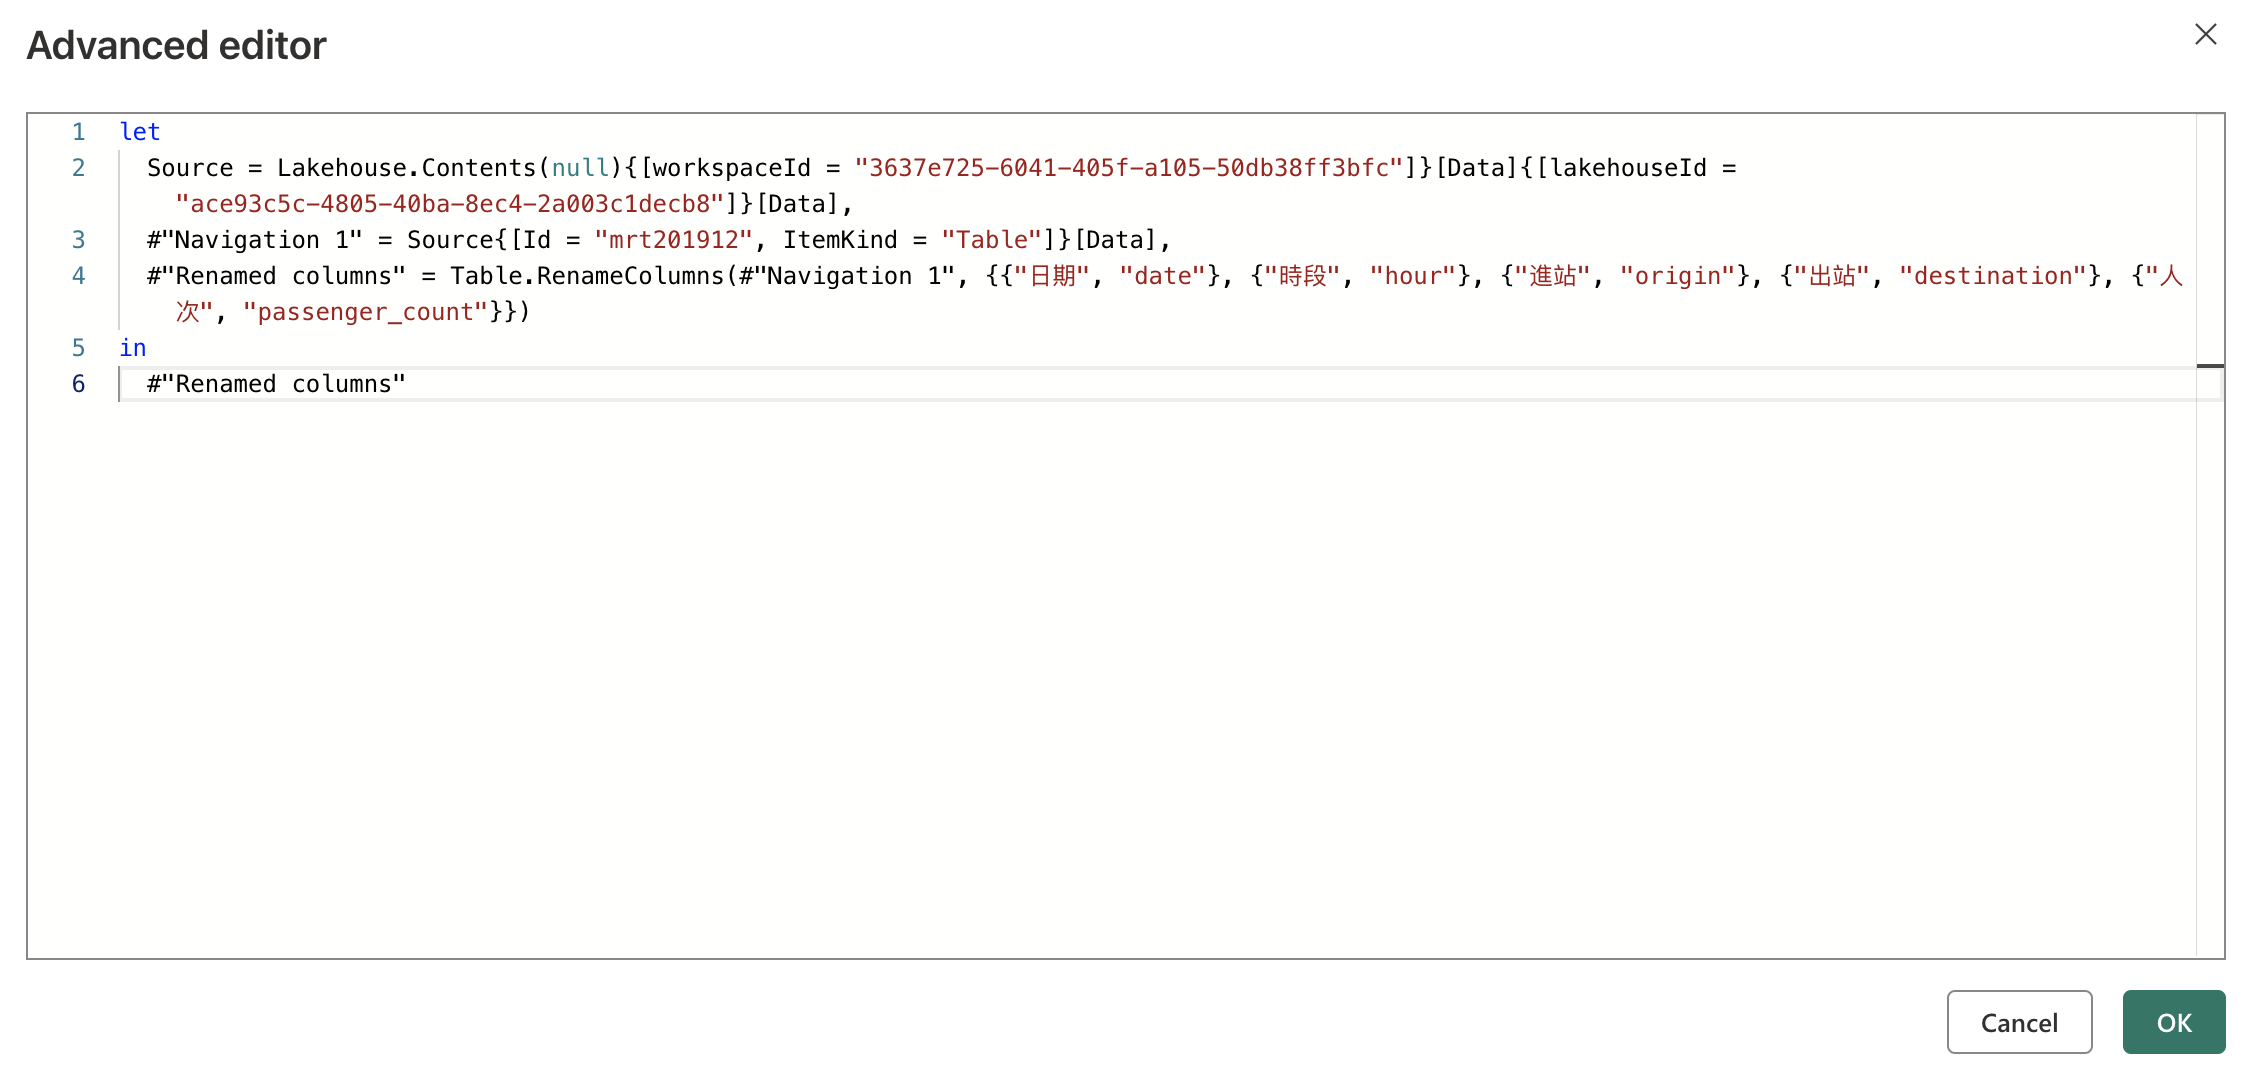 Advanced editor
1 let
2 Source = Lakehouse.Contents(null){[workspaceId = "3637e725-6041-405f-a105-50db38ff3bfc"]}[Data]{[lakehouseId =
"ace93c5c-4805-40ba-8ec4-2a003c1decb8"]}[Data],
3 #"Navigation 1" = Source{[Id = "mrt201912", ItemKind = "Table"]}[Data],
4 #"Renamed columns" = Table.RenameColumns(#"Navigation 1", {{"日期", "date"}, {"時段", "hour"}, {"進站", "origin"}, {"出站", "destination"}, {"人
次", "passenger_count"}})
5 in
6 #"Renamed columns"
Cancel
OK